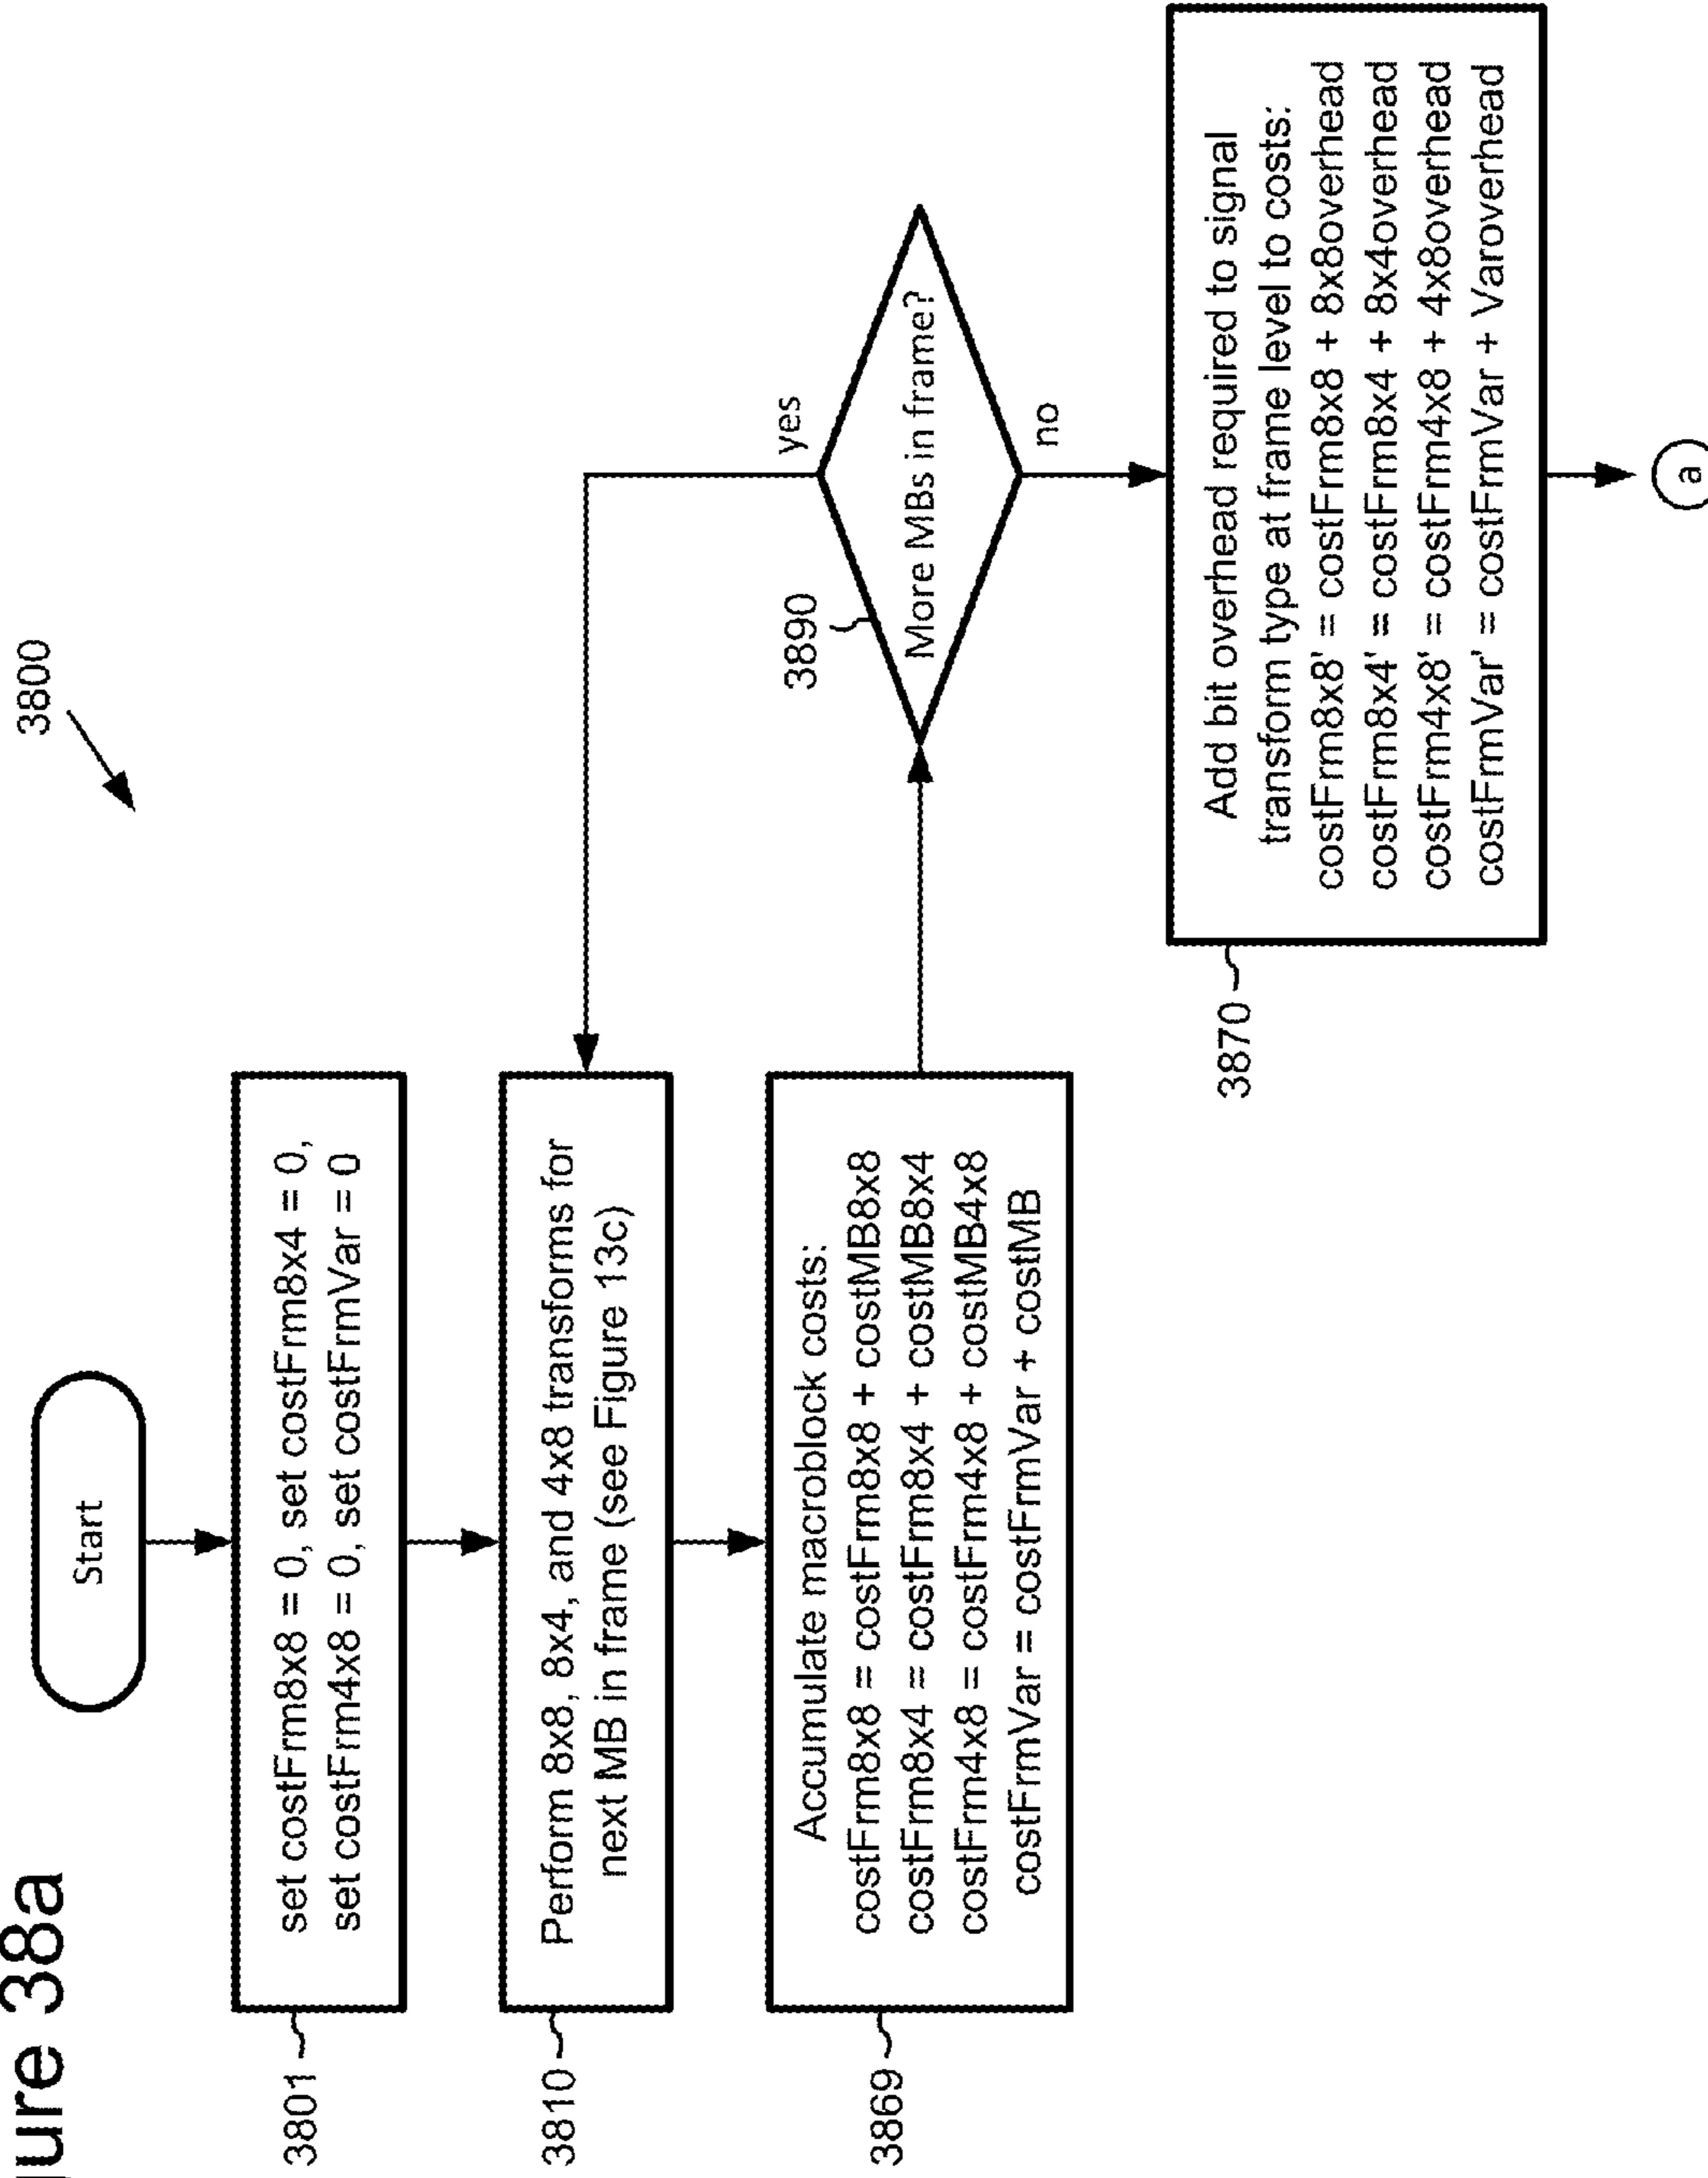 ure 38a
3800
Start
3801
set costFrm8x8 = 0, set costFrm8x4 = 0,
set costFrm4x8 = 0, set costFrmVar = 0
3810
Perform 8x8, 8x4, and 4x8 transforms for
next MB in frame (see Figure 13c)
3869
Accumulate macroblock costs:
costFrm8x8 = costFrm8x8 + costMB8x8
costFrm8x4 = costFrm8x4 + costMB8x4
costFrm4x8 = costFrm4x8 + costMB4x8
costFrmVar = costFrmVar + costMB
3890
More MBs in frame?
yes
no
3870
Add bit overhead required to signal
transform type at frame level to costs:
costFrm8x8' = costFrm8x8 + 8x8overhead
costFrm8x4' = costFrm8x4 + 8x4overhead
costFrm4x8' = costFrm4x8 + 4x8overhead
costFrmVar' = costFrmVar + Varoverhead
a